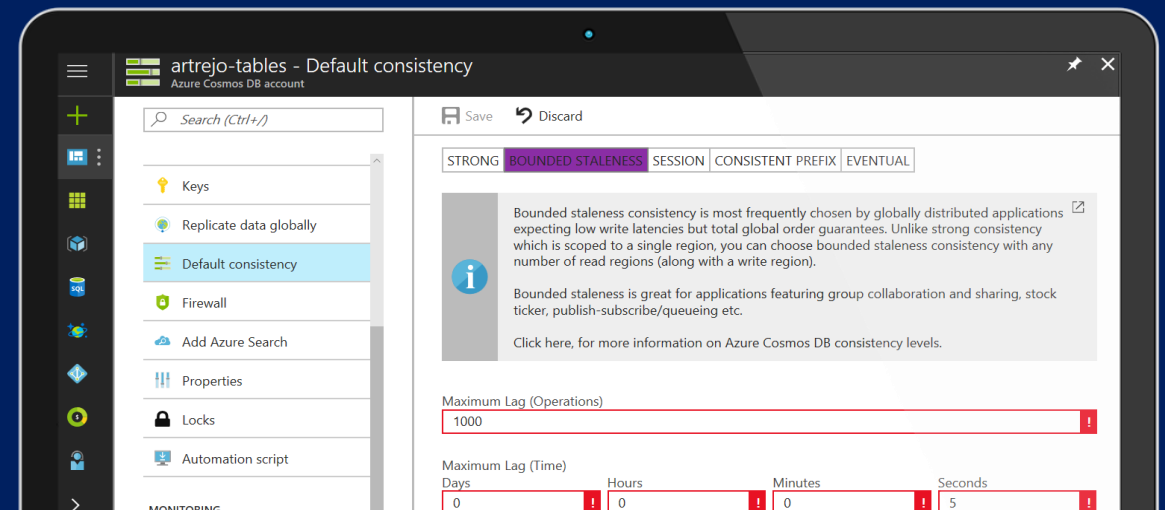 artrejo-tables - Default consistency
Azure Cosmos DB account
Search (Ctrl+/)
Keys
Replicate data globally
Default consistency
Firewall
Add Azure Search
Properties
Locks
Automation script
MONITORING
Save Discard
STRONG BOUNDED STALENESS SESSION CONSISTENT PREFIX EVENTUAL
Bounded staleness consistency is most frequently chosen by globally distributed applications
expecting low write latencies but total global order guarantees. Unlike strong consistency
which is scoped to a single region, you can choose bounded staleness consistency with any
number of read regions (along with a write region).
Bounded staleness is great for applications featuring group collaboration and sharing, stock
ticker, publish-subscribe/queueing etc.
Click here, for more information on Azure Cosmos DB consistency levels.
Maximum Lag (Operations)
1000
Maximum Lag (Time)
Days Hours Minutes Seconds
0 0 0 5
SQL